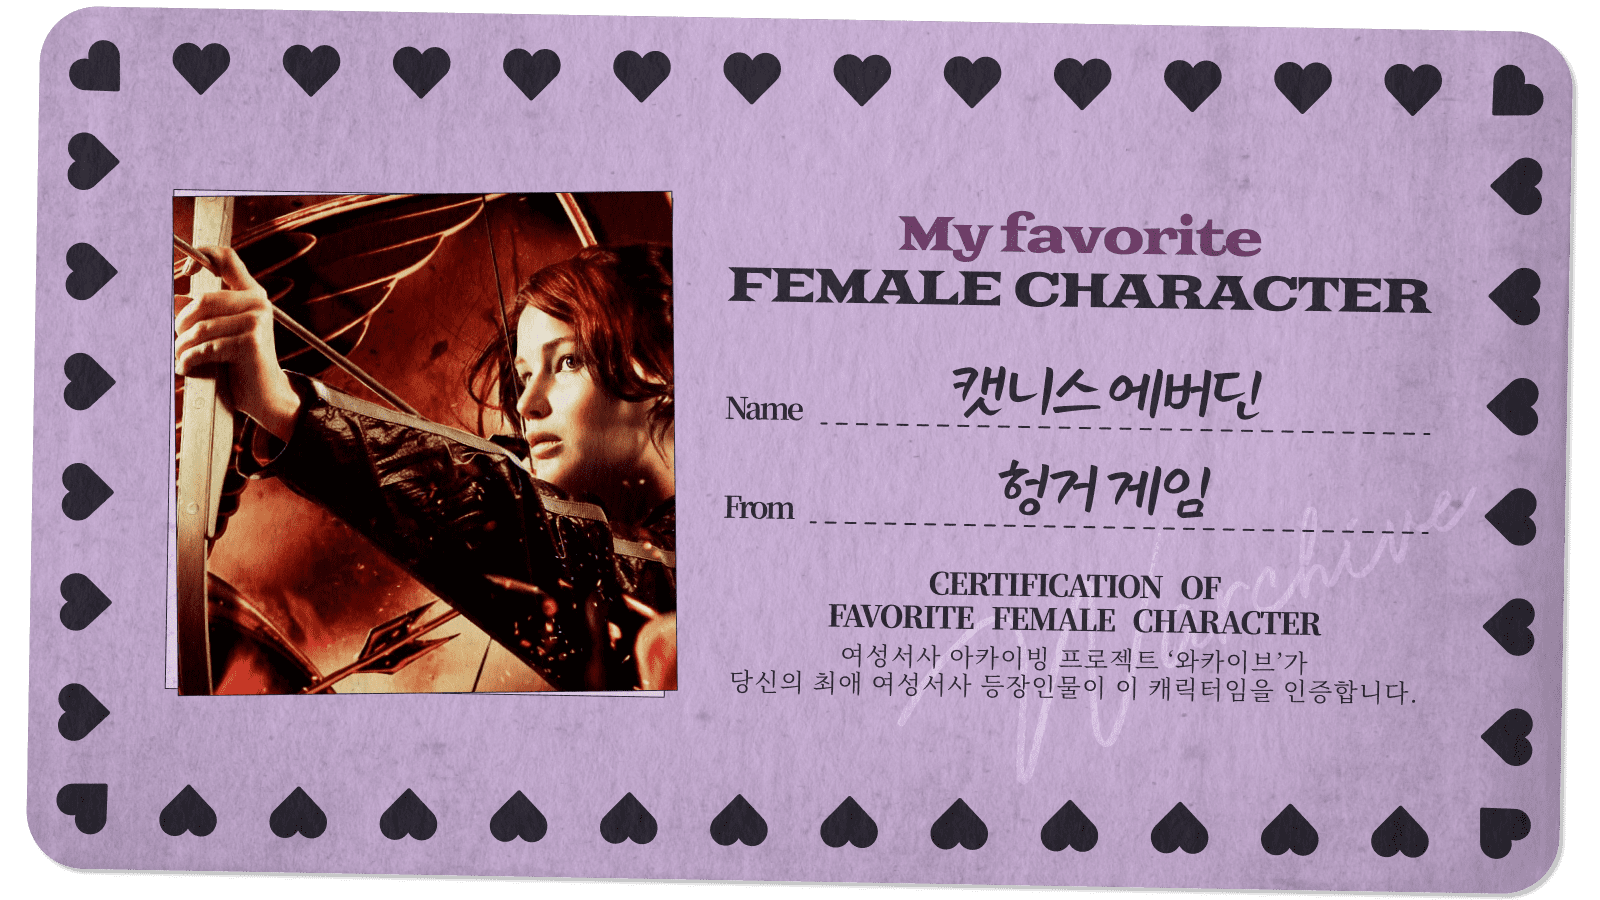 My favorite
FEMALE CHARACTER
Name 캣니스 에버딘
From 헝거 게임
Warchive
CERTIFICATION OF
FAVORITE FEMALE CHARACTER
여성서사 아카이빙 프로젝트 ‘와카이브’가
당신의 최애 여성서사 등장인물이 이 캐릭터임을 인증합니다.